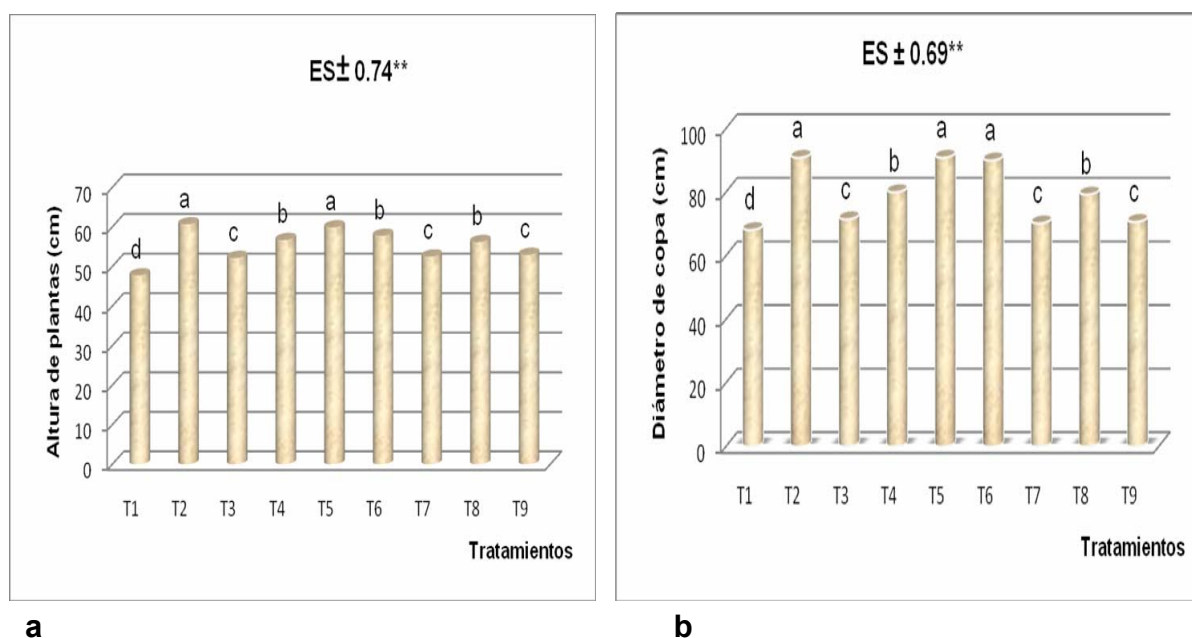 ES± 0.74**
Altura de plantas (cm)
70
60
50
40
30
20
10
0
d
a
c
b
a
b
c
b
c
T1 T2 T3 T4 T5 T6 T7 T8 T9
Tratamientos
a
ES ± 0.69**
Diámetro de copa (cm)
100
80
60
40
20
0
d
a
c
b
a
a
c
b
c
T1 T2 T3 T4 T5 T6 T7 T8 T9
Tratamientos
b